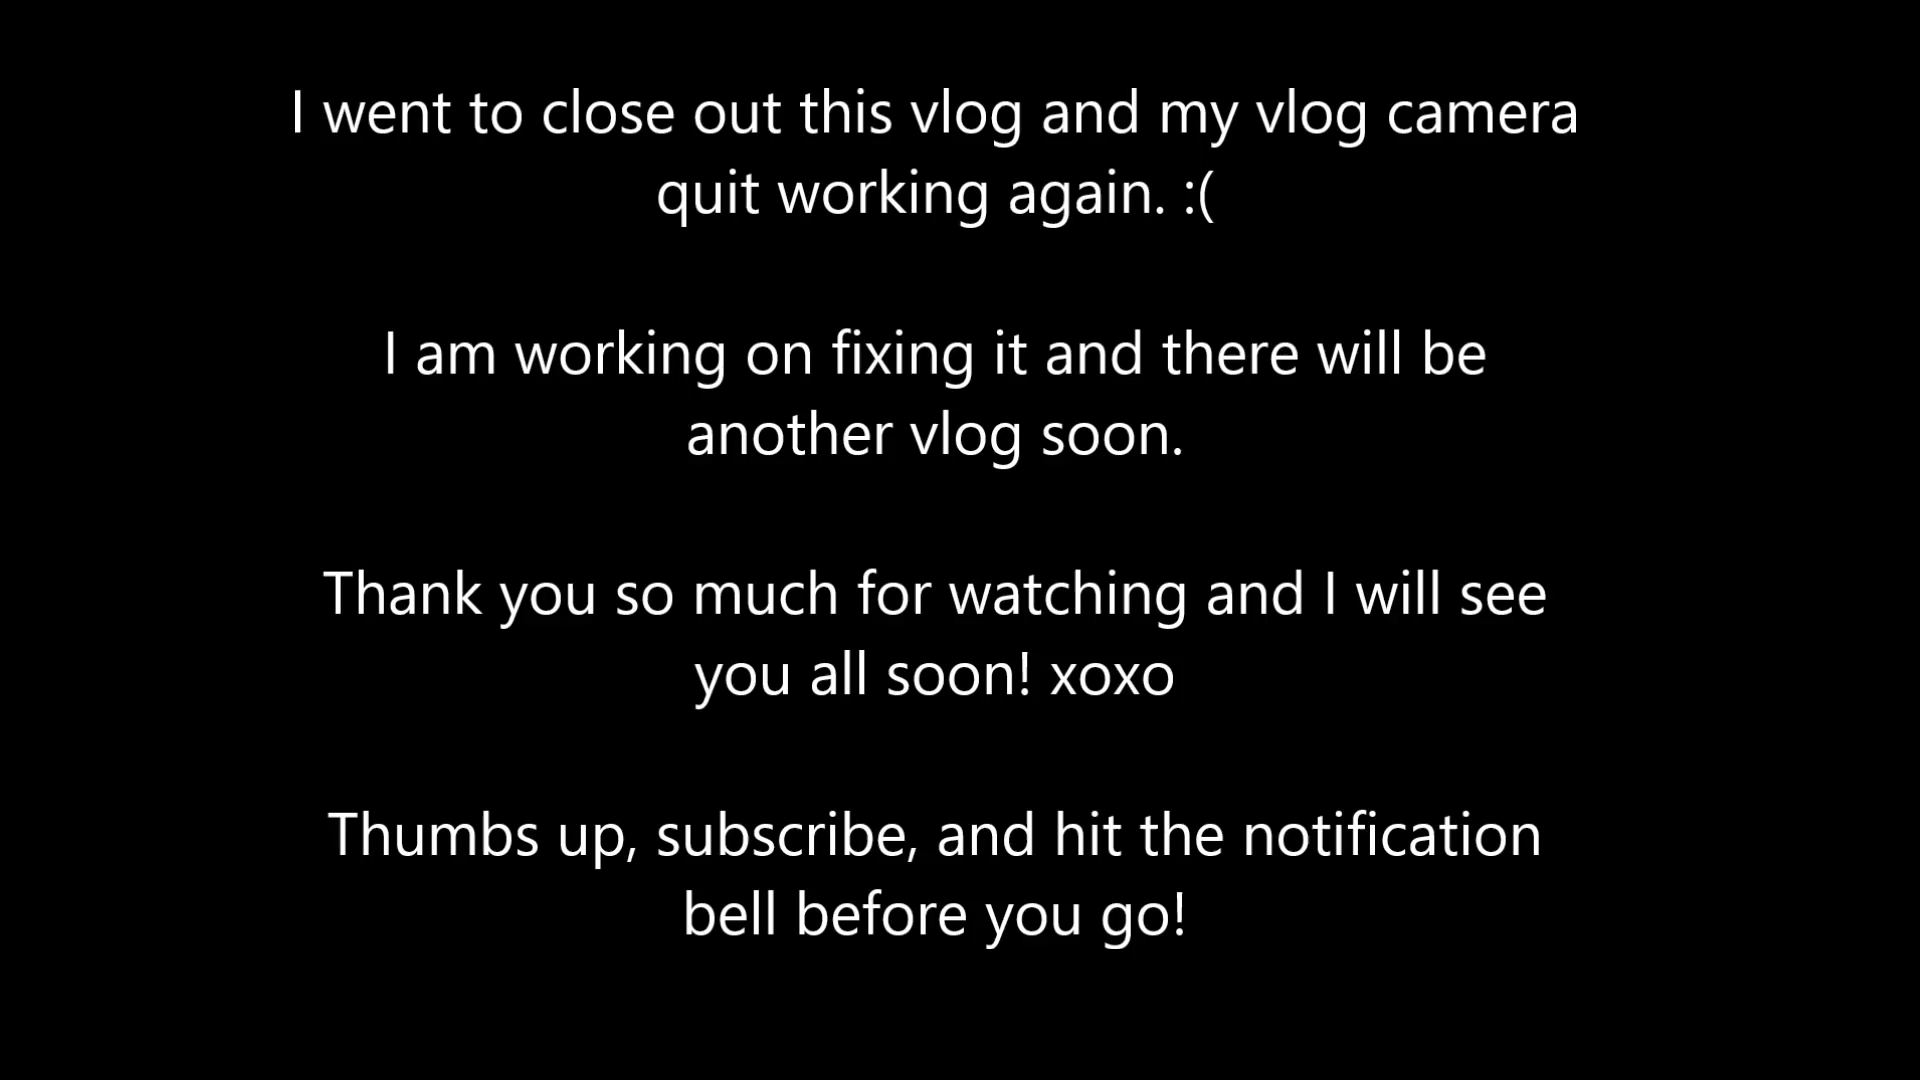 I went to close out this vlog and my vlog camera
quit working again. :(
I am working on fixing it and there will be
another vlog soon.
Thank you so much for watching and I will see
you all soon! xoxo
Thumbs up, subscribe, and hit the notification
bell before you go!